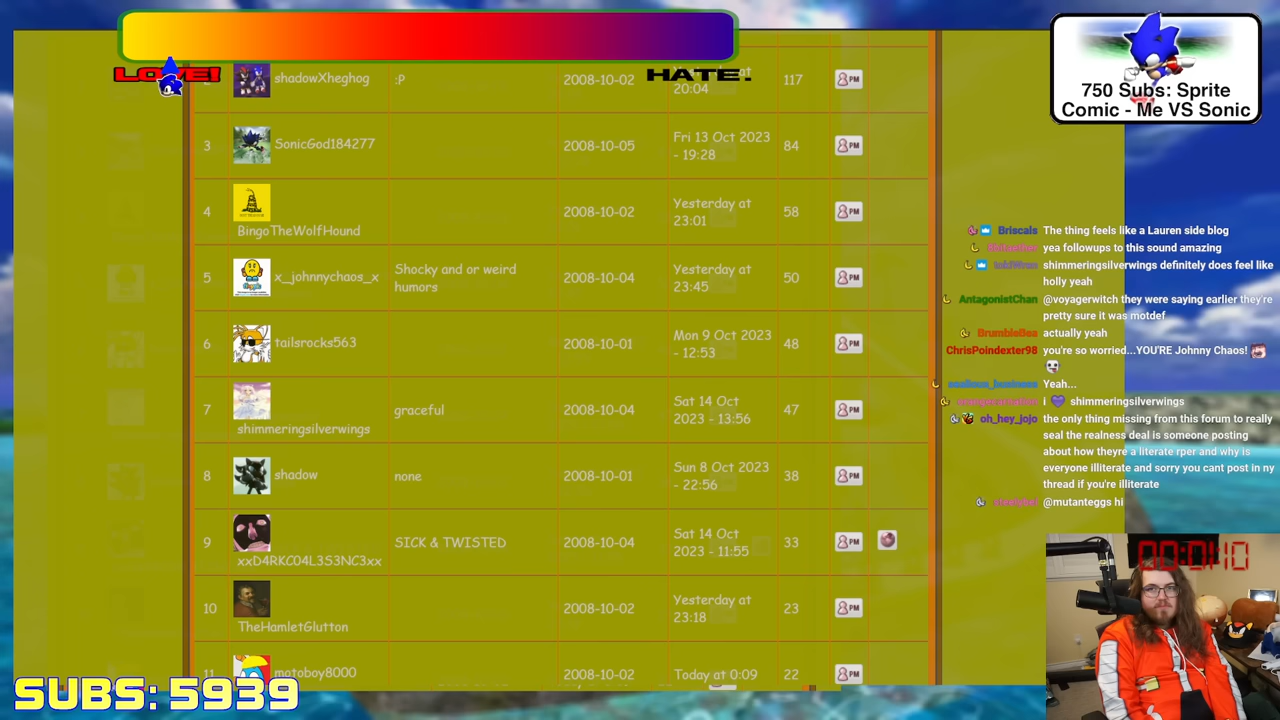 LOVE!
HATE.
2 shadowXheghog :P 2008-10-02 20:04 117 PM
3 SonicGod184277 2008-10-05 Fri 13 Oct 2023 - 19:28 84 PM
4 BingoTheWolfHound 2008-10-02 Yesterday at 23:01 58 PM
5 x_johnnychaos_x Shocky and or weird humors 2008-10-04 Yesterday at 23:45 50 PM
6 tailsrocks563 2008-10-01 Mon 9 Oct 2023 - 12:53 48 PM
7 shimmeringsilverwings graceful 2008-10-04 Sat 14 Oct 2023 - 13:56 47 PM
8 shadow none 2008-10-01 Sun 8 Oct 2023 - 22:56 38 PM
9 xxD4RKC04L3S3NC3xx SICK & TWISTED 2008-10-04 Sat 14 Oct 2023 - 11:55 33 PM
10 TheHamletGlutton 2008-10-02 Yesterday at 23:18 23 PM
11 motoboy8000 2008-10-02 Today at 0:09 22 PM
SUBS: 5939
750 Subs: Sprite
Comic - Me VS Sonic
Briscals The thing feels like a Lauren side blog
yea followups to this sound amazing
shimmeringsilverwings definitely does feel like
holly yeah
AntagonistChan @voyagerwitch they were saying earlier they're
pretty sure it was motdef
BrumbleBea actually yeah
ChrisPoindexter98 you're so worried...YOU'RE Johnny Chaos!
Yeah...
i 💜 shimmeringsilverwings
oh_hey_jojo the only thing missing from this forum to really
seal the realness deal is someone posting
about how theyre a literate rper and why is
everyone illiterate and sorry you cant post in ny
thread if you're illiterate
@mutanteggs hi